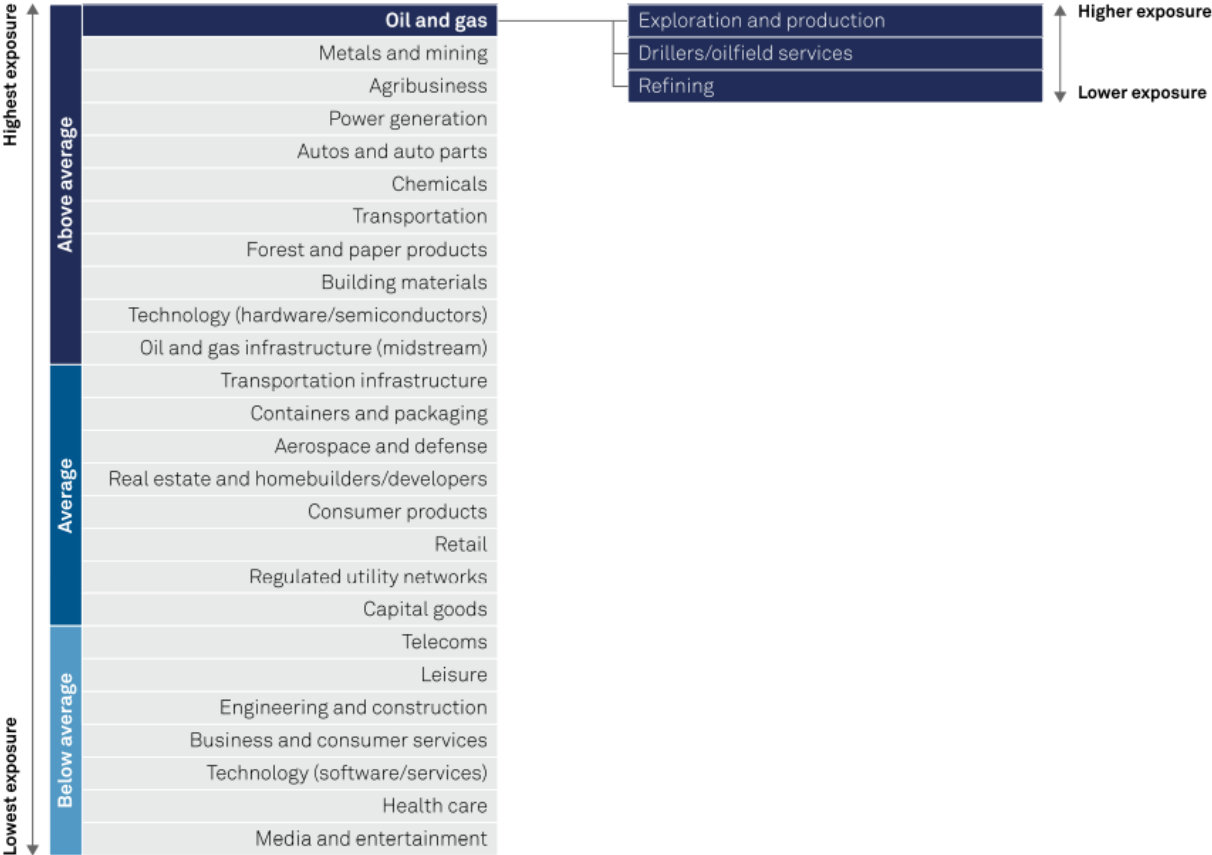 Highest exposure
Lowest exposure
Above average
Average
Below average
Oil and gas
Metals and mining
Agribusiness
Power generation
Autos and auto parts
Chemicals
Transportation
Forest and paper products
Building materials
Technology (hardware/semiconductors)
Oil and gas infrastructure (midstream)
Transportation infrastructure
Containers and packaging
Aerospace and defense
Real estate and homebuilders/developers
Consumer products
Retail
Regulated utility networks
Capital goods
Telecoms
Leisure
Engineering and construction
Business and consumer services
Technology (software/services)
Health care
Media and entertainment
Exploration and production
Drillers/oilfield services
Refining
Higher exposure
Lower exposure